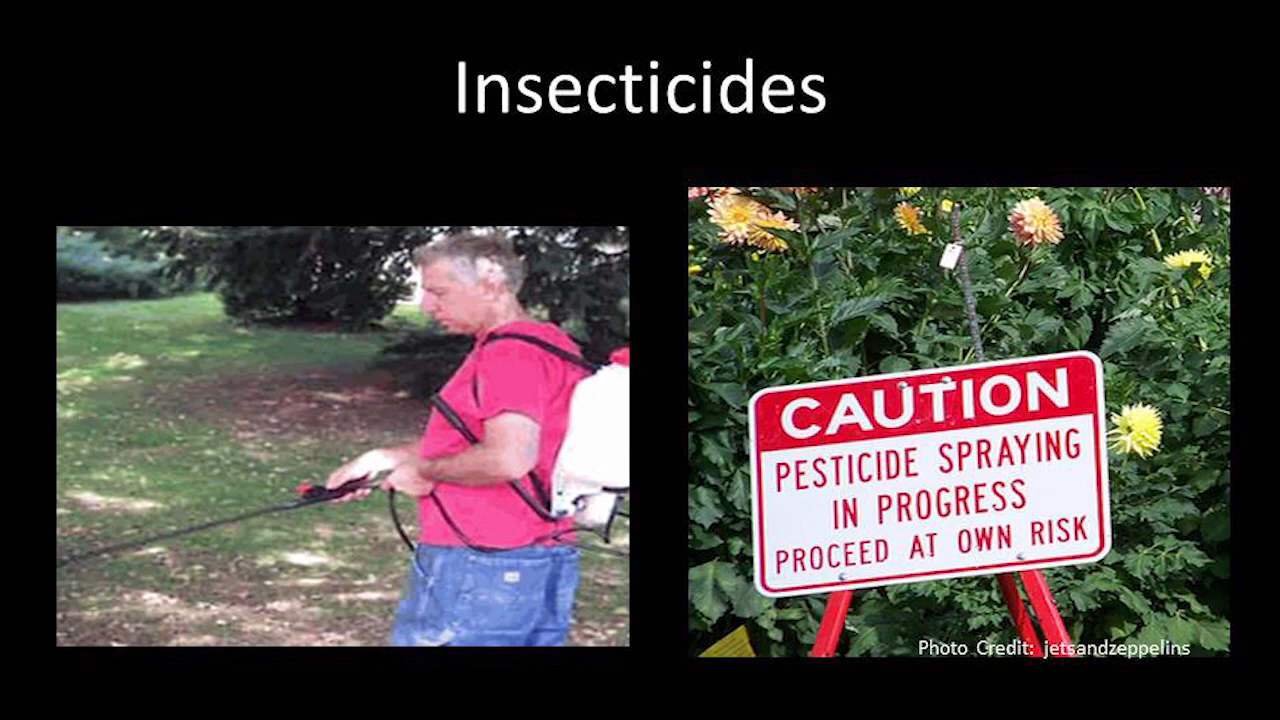 Insecticides
CAUTION
PESTICIDE SPRAYING
IN PROGRESS
PROCEED AT OWN RISK
Photo Credit: jetsandzeppelins